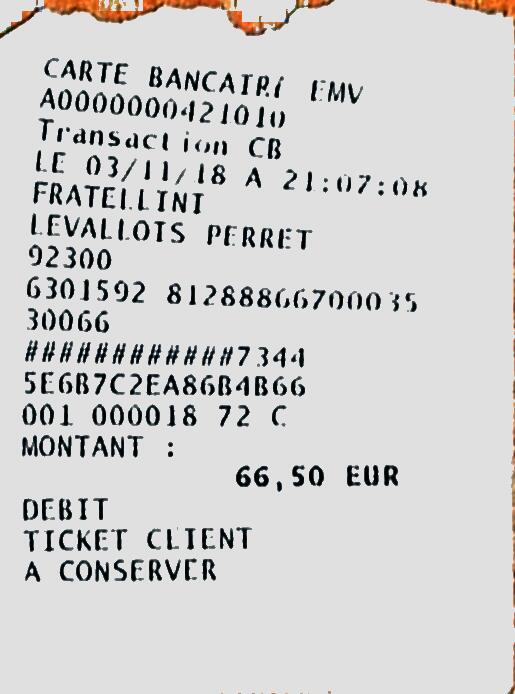 CARTE BANCAIRE EMV
A0000000421010
Transaction CB
LE 03/11/18 A 21:07:08
FRATELLINI
LEVALLOIS PERRET
92300
6301592 81288866700035
30066
############7344
5E6B7C2EA86B4B66
001 000018 72 C
MONTANT :
66,50 EUR
DEBIT
TICKET CLIENT
A CONSERVER